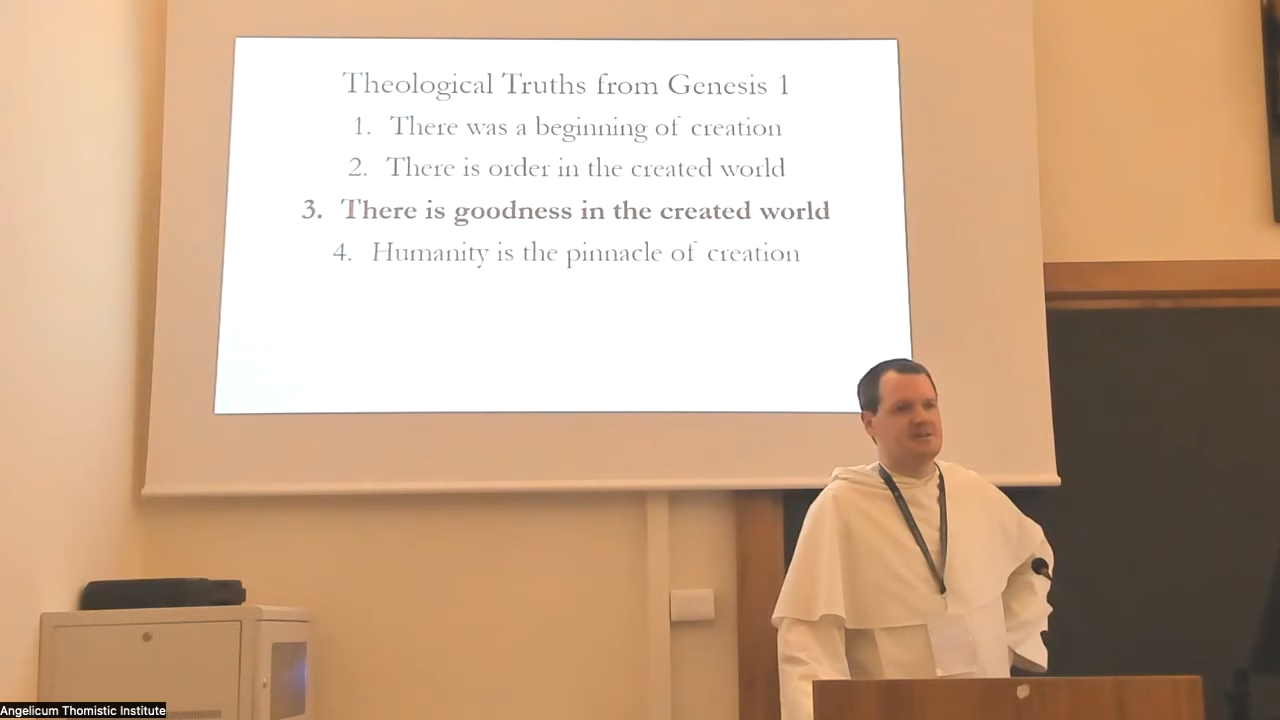 Theological Truths from Genesis 1
1. There was a beginning of creation
2. There is order in the created world
3. There is goodness in the created world
4. Humanity is the pinnacle of creation
Angelicum Thomistic Institute